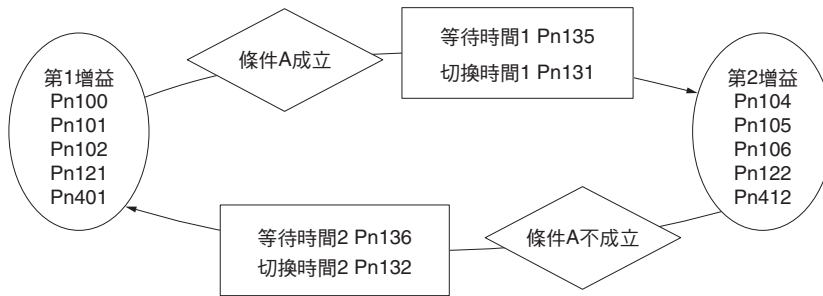 第1增益
Pn100
Pn101
Pn102
Pn121
Pn401
條件A成立
等待時間1 Pn135
切換時間1 Pn131
第2增益
Pn104
Pn105
Pn106
Pn122
Pn412
條件A不成立
等待時間2 Pn136
切換時間2 Pn132